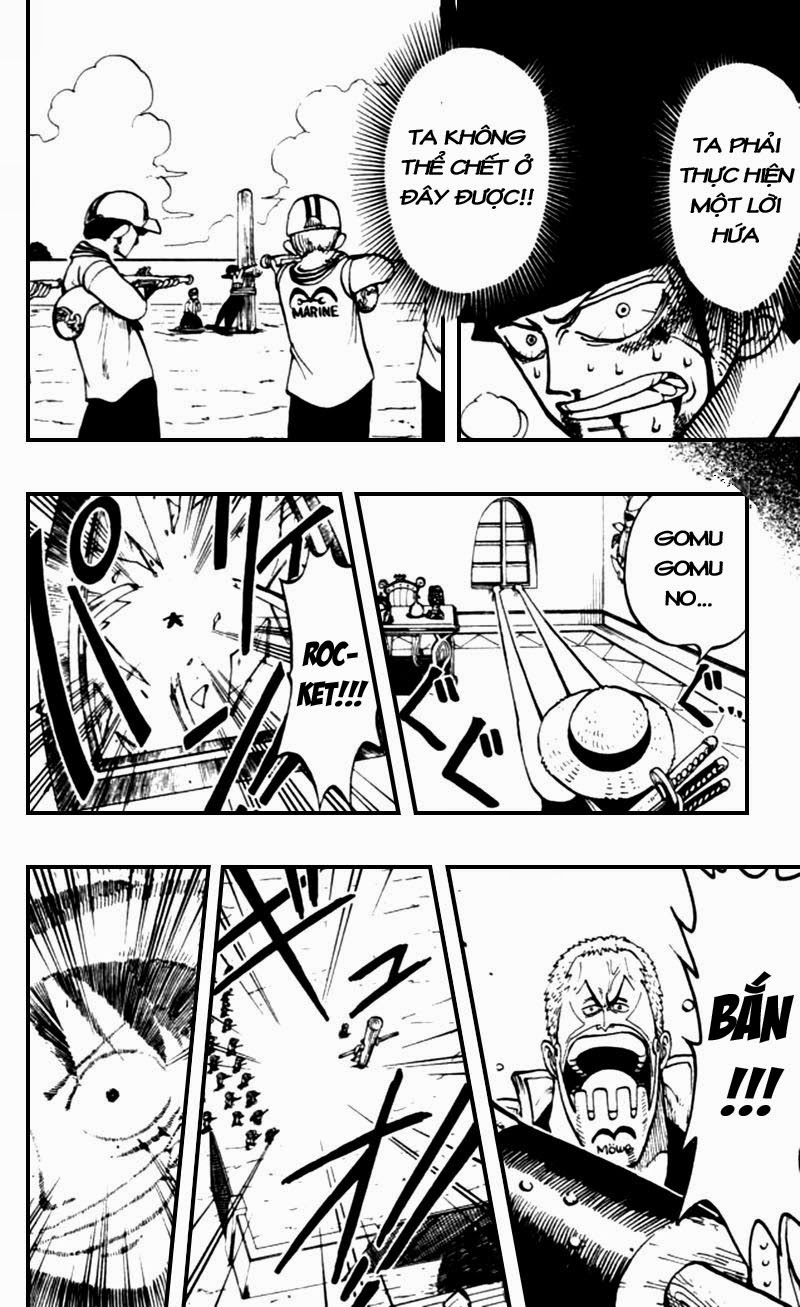 TA PHẢI
THỰC HIỆN
MỘT LỜI
HỨA
TA KHÔNG
THỂ CHẾT Ở
ĐÂY ĐƯỢC!!
MARINE
GOMU
GOMU
NO...
ROC-
KET!!!
BẮN
!!!
Möwe